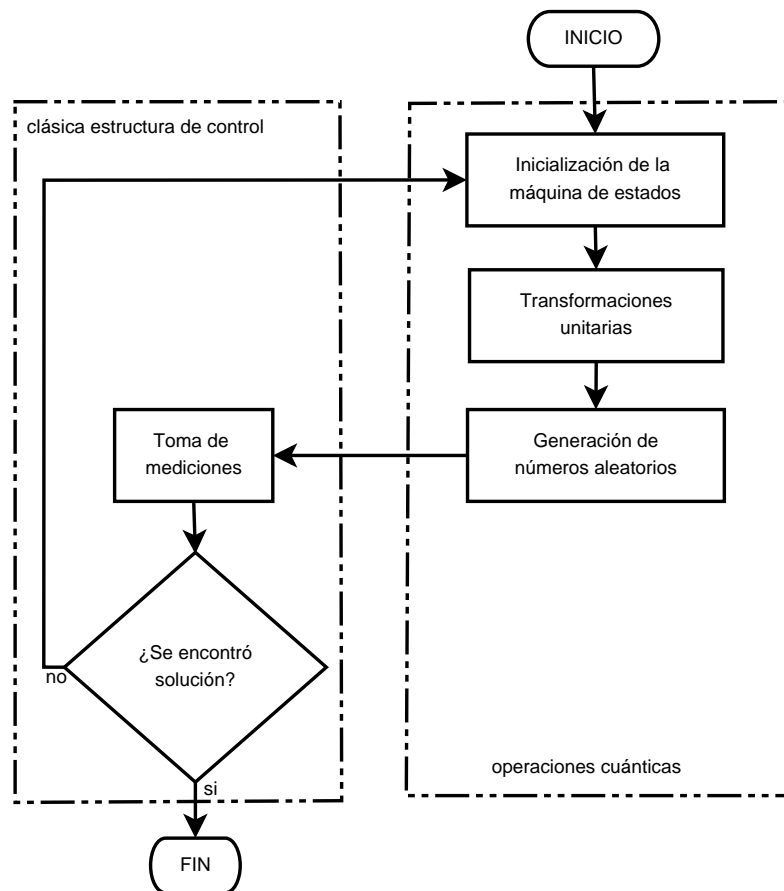 INICIO
clásica estructura de control
Inicialización de la
máquina de estados
Transformaciones
unitarias
Generación de
números aleatorios
Toma de
mediciones
¿Se encontró
solución?
no
si
operaciones cuánticas
FIN